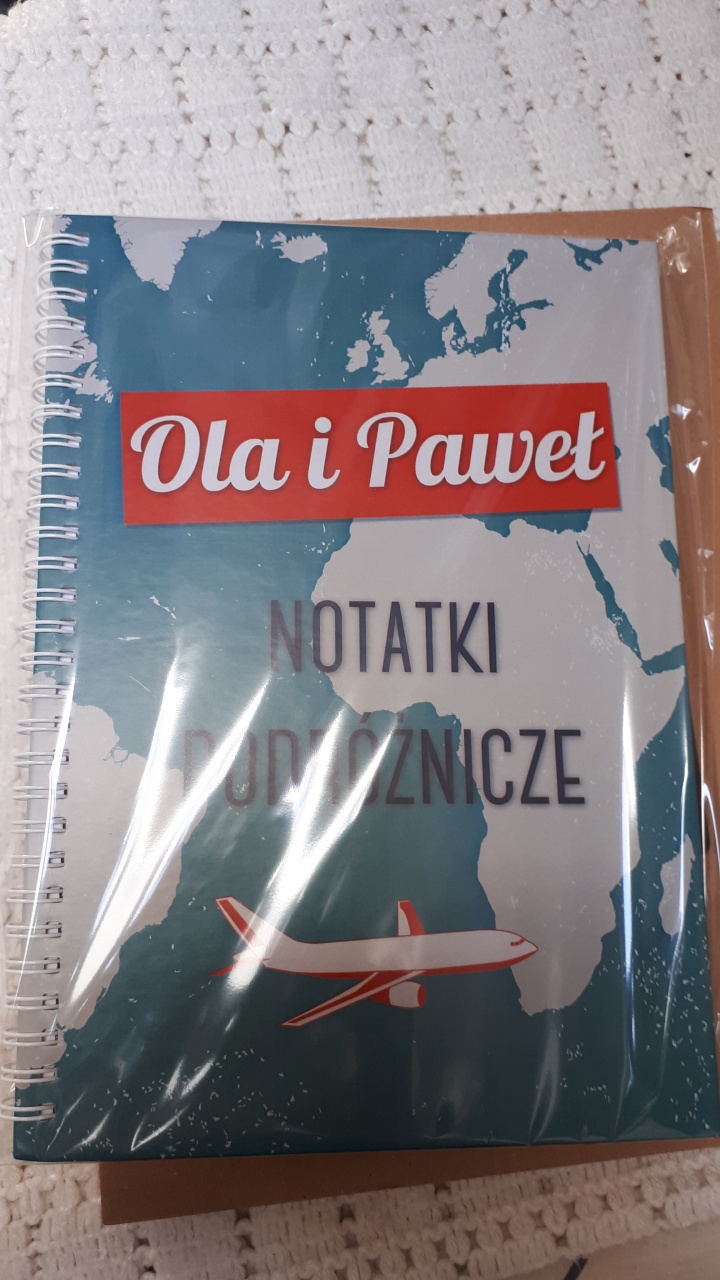 Ola i Paweł
NOTATKI
PODRÓŻNICZE